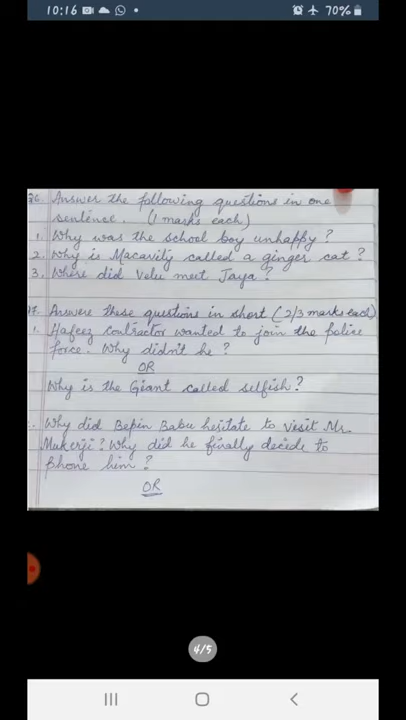 10:16
70%
26. Answer the following questions in one
sentence. (1 marks each)
1. Why was the school boy unhappy?
2. Why is Macavity called a ginger cat?
3. Where did Velu meet Jaya?
27. Answere these questions in short (2/3 marks each)
1. Hafeez contractor wanted to join the police
force. Why didn't he?
OR
Why is the Geant called selfish?
2. Why did Bepin Babu hesitate to visit Mr.
Mukerji? Why did he finally decide to
Phone him?
OR
4/5